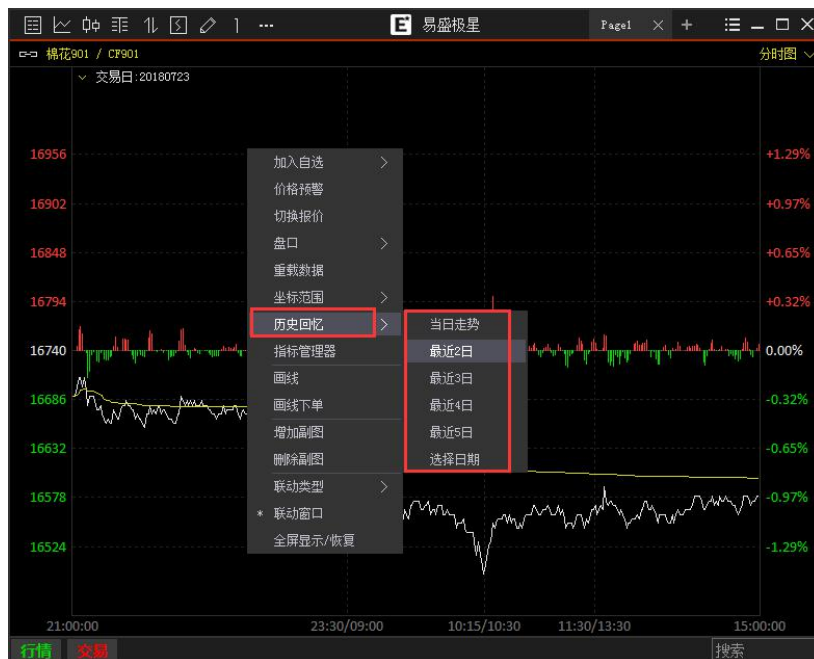 易盛极星
Page1
棉花901 / CF901
分时图
交易日:20180723
16956
+1.29%
加入自选
16902
+0.97%
价格预警
切换报价
盘口
16848
+0.65%
重载数据
16794
坐标范围
+0.32%
历史回忆
当日走势
16740
指标管理器
最近2日
0.00%
画线
最近3日
16686
画线下单
最近4日
-0.32%
增加副图
最近5日
16632
删除副图
选择日期
-0.65%
联动类型
16578
-0.97%
* 联动窗口
全屏显示/恢复
16524
-1.29%
21:00:00
23:30/09:00
10:15/10:30
11:30/13:30
15:00:00
行情
交易
搜索